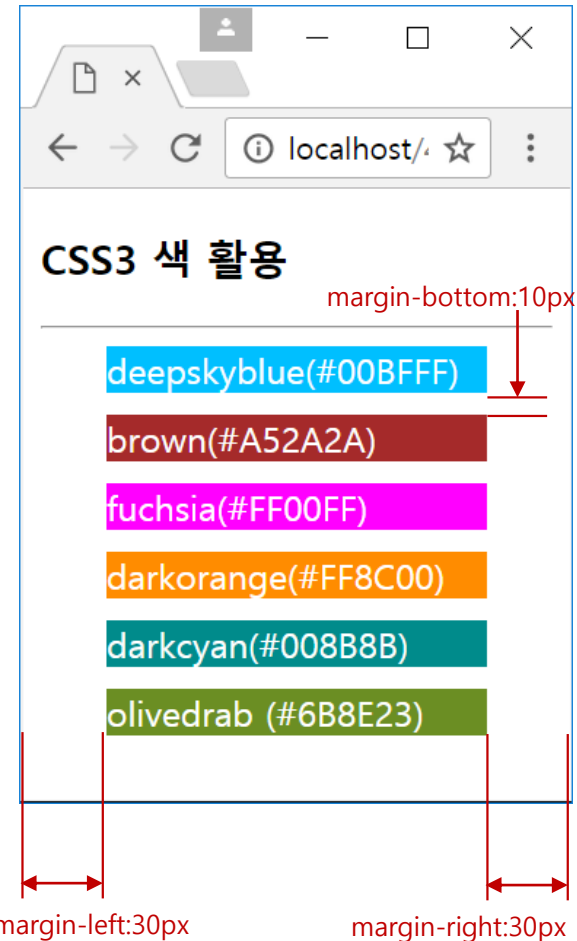 localhost/
CSS3 색 활용
margin-bottom:10px
deepskyblue(#00BFFF)
brown(#A52A2A)
fuchsia(#FF00FF)
darkorange(#FF8C00)
darkcyan(#008B8B)
olivedrab (#6B8E23)
margin-left:30px
margin-right:30px